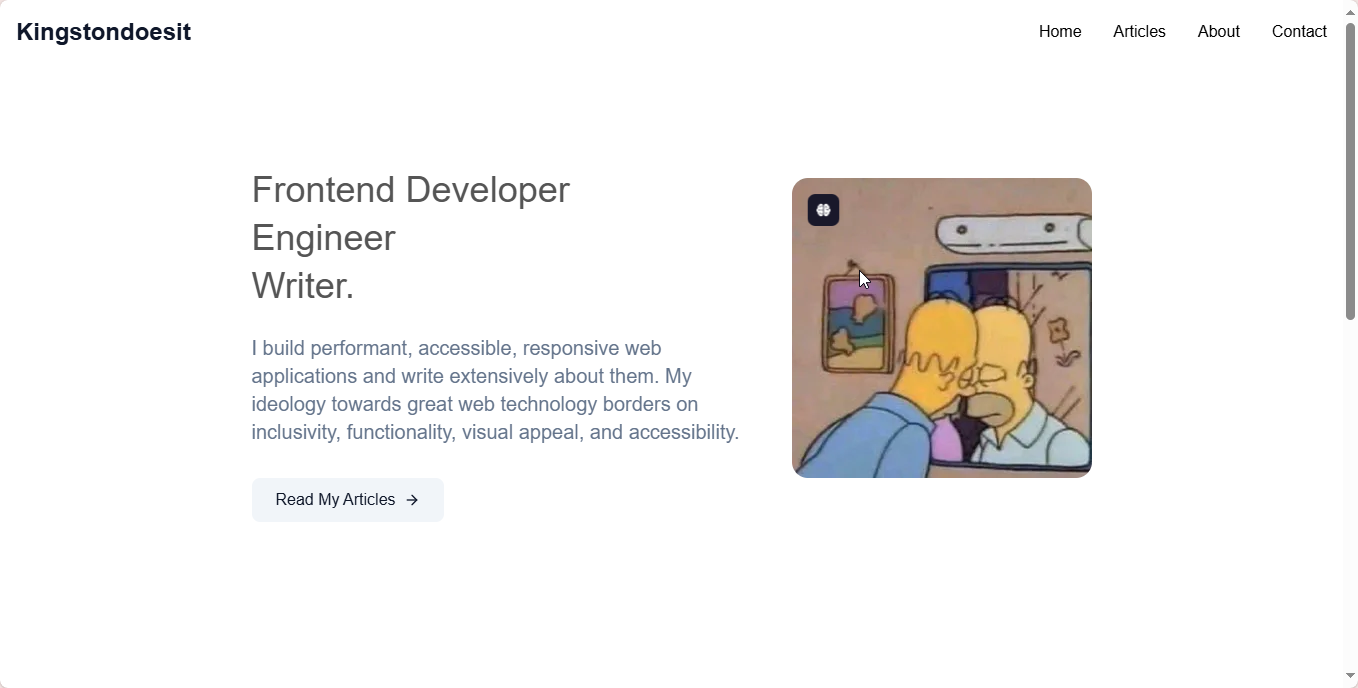 Kingstondoesit
Home Articles About Contact
Frontend Developer
Engineer
Writer.
I build performant, accessible, responsive web
applications and write extensively about them. My
ideology towards great web technology borders on
inclusivity, functionality, visual appeal, and accessibility.
Read My Articles →